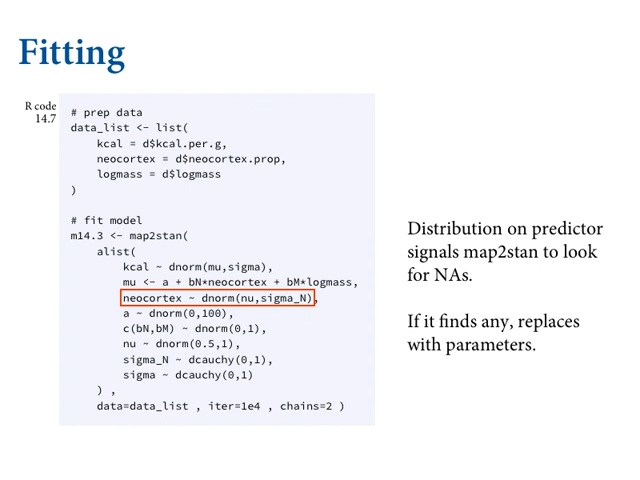 Fitting
R code
14.7
# prep data
data_list <- list(
    kcal = d$kcal.per.g,
    neocortex = d$neocortex.prop,
    logmass = d$logmass
)
# fit model
m14.3 <- map2stan(
    alist(
        kcal ~ dnorm(mu,sigma),
        mu <- a + bN*neocortex + bM*logmass,
        neocortex ~ dnorm(nu,sigma_N),
        a ~ dnorm(0,100),
        c(bN,bM) ~ dnorm(0,1),
        nu ~ dnorm(0.5,1),
        sigma_N ~ dcauchy(0,1),
        sigma ~ dcauchy(0,1)
    ) ,
    data=data_list , iter=1e4 , chains=2 )
Distribution on predictor
signals map2stan to look
for NAs.
If it finds any, replaces
with parameters.